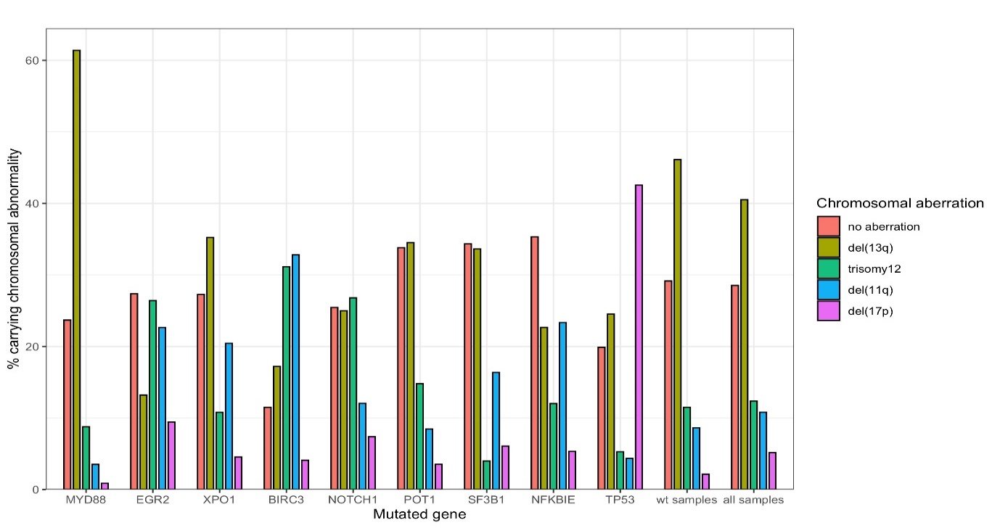 % carrying chromosomal abnormality
60
40
20
0
MYD88 EGR2 XPO1 BIRC3 NOTCH1 POT1 SF3B1 NFKBIE TP53 wt samples all samples
Mutated gene
Chromosomal aberration
no aberration
del(13q)
trisomy12
del(11q)
del(17p)